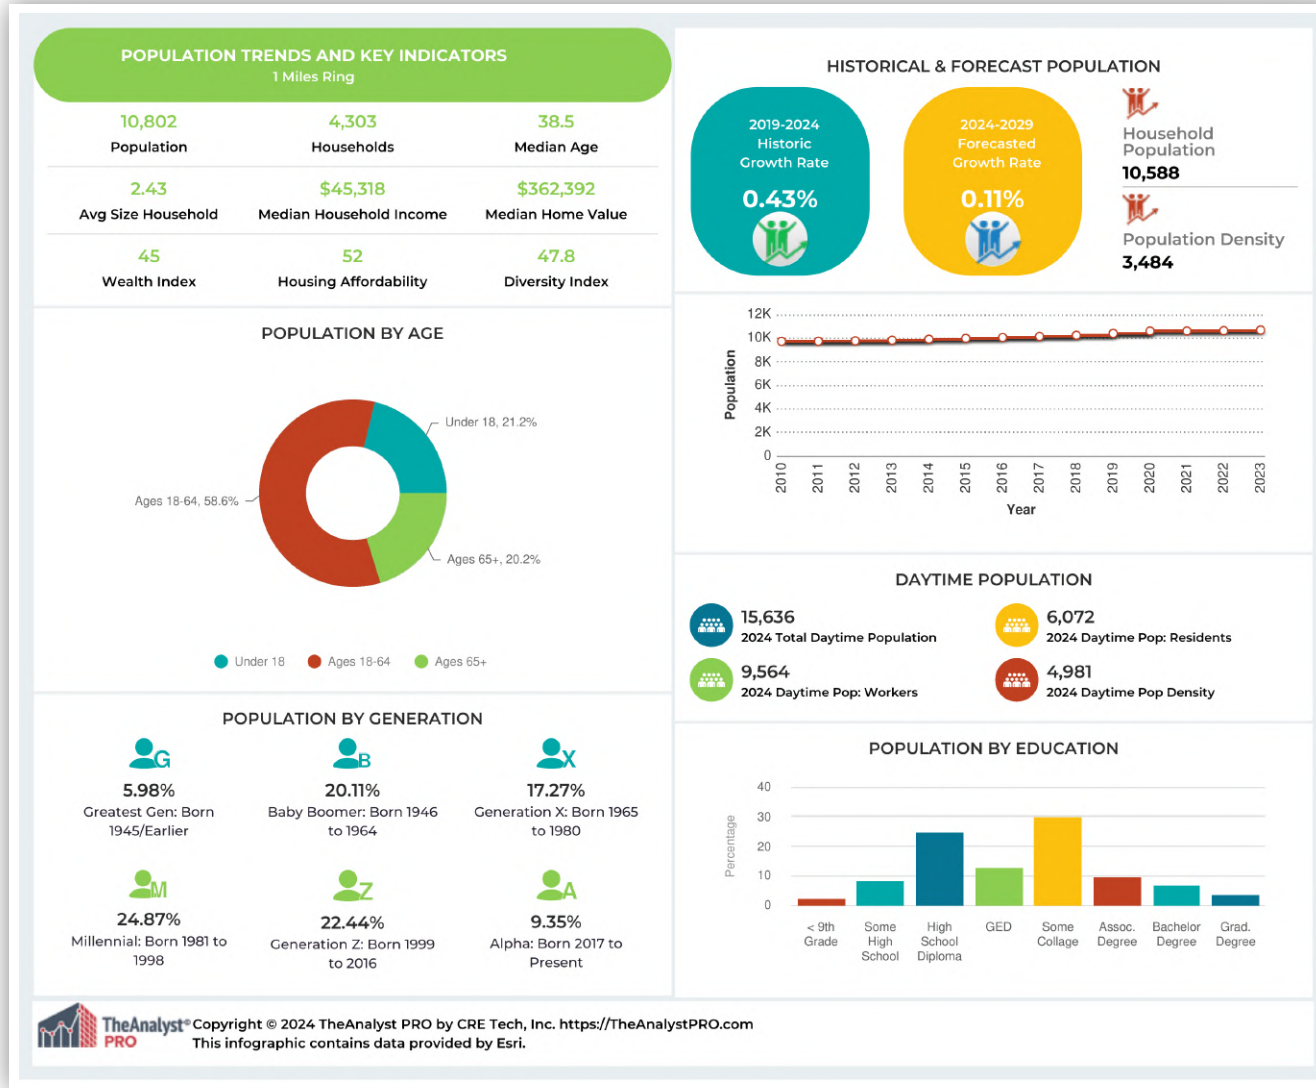 POPULATION TRENDS AND KEY INDICATORS
1 Miles Ring
10,802
Population
4,303
Households
38.5
Median Age
2.43
Avg Size Household
$45,318
Median Household Income
$362,392
Median Home Value
45
Wealth Index
52
Housing Affordability
47.8
Diversity Index
POPULATION BY AGE
Under 18, 21.2%
Ages 18-64, 58.6%
Ages 65+, 20.2%
Under 18
Ages 18-64
Ages 65+
POPULATION BY GENERATION
G
5.98%
Greatest Gen: Born
1945/Earlier
B
20.11%
Baby Boomer: Born 1946
to 1964
X
17.27%
Generation X: Born 1965
to 1980
M
24.87%
Millennial: Born 1981 to
1998
Z
22.44%
Generation Z: Born 1999
to 2016
A
9.35%
Alpha: Born 2017 to
Present
HISTORICAL & FORECAST POPULATION
2019-2024
Historic
Growth Rate
0.43%
2024-2029
Forecasted
Growth Rate
0.11%
Household
Population
10,588
Population Density
3,484
12K
10K
8K
6K
4K
2K
0
Population
2010
2011
2012
2013
2014
2015
2016
2017
2018
2019
2020
2021
2022
2023
Year
DAYTIME POPULATION
15,636
2024 Total Daytime Population
6,072
2024 Daytime Pop: Residents
9,564
2024 Daytime Pop: Workers
4,981
2024 Daytime Pop Density
POPULATION BY EDUCATION
40
30
20
10
0
Percentage
< 9th
Grade
Some
High
School
High
School
Diploma
GED
Some
Collage
Assoc.
Degree
Bachelor
Degree
Grad.
Degree
TheAnalyst®
PRO
Copyright © 2024 TheAnalyst PRO by CRE Tech, Inc. https://TheAnalystPRO.com
This infographic contains data provided by Esri.